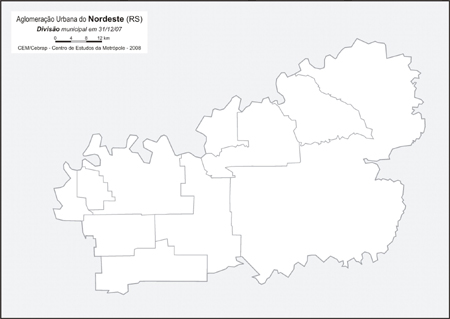 Aglomeração Urbana do Nordeste (RS)
Divisão municipal em 31/12/07
0 4 8 12 km
CEM/Cebrap - Centro de Estudos da Metrópole - 2008